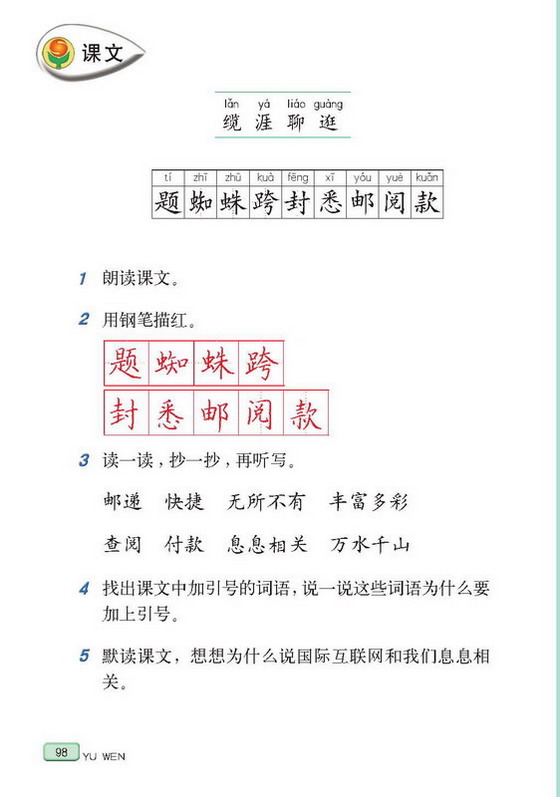 课文
lǎn yá liáo guàng
缆 涯 聊 逛
tí zhī zhū kuà fēng xī yóu yuè kuǎn
题 蜘 蛛 跨 封 悉 邮 阅 款
1 朗读课文。
2 用钢笔描红。
题 蜘 蛛 跨
封 悉 邮 阅 款
3 读一读，抄一抄，再听写。
邮递 快捷 无所不有 丰富多彩
查阅 付款 息息相关 万水千山
4 找出课文中加引号的词语，说一说这些词语为什么要
加上引号。
5 默读课文，想想为什么说国际互联网和我们息息相
关。
98 YU WEN